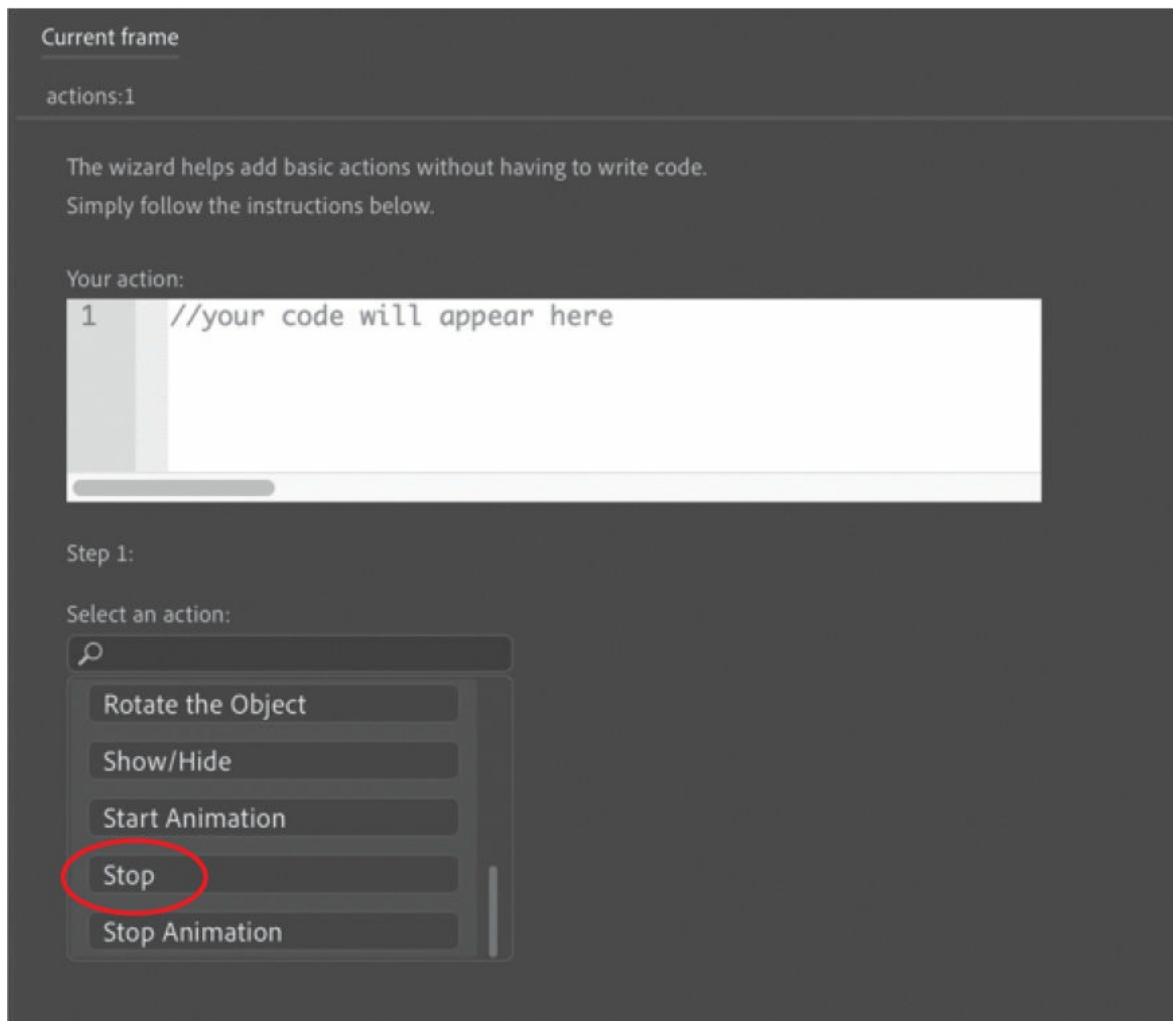 Current frame
actions:1
The wizard helps add basic actions without having to write code.
Simply follow the instructions below.
Your action:
1 //your code will appear here
Step 1:
Select an action:
Rotate the Object
Show/Hide
Start Animation
Stop
Stop Animation